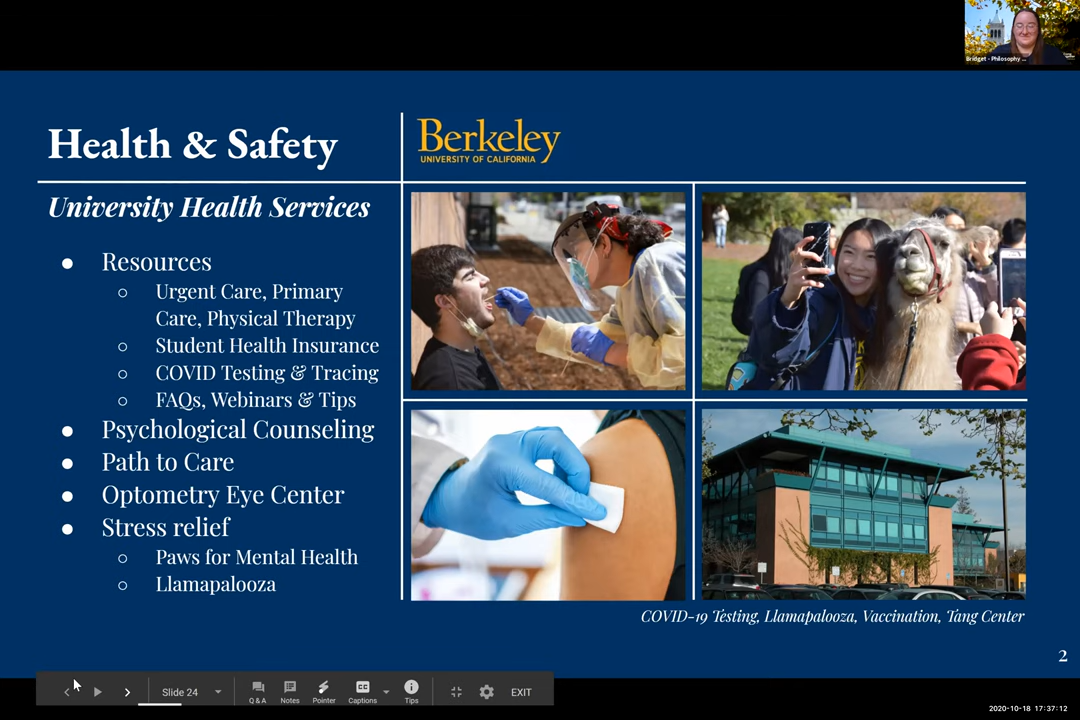 Bridget - Philosophy ...
Health & Safety
Berkeley
UNIVERSITY OF CALIFORNIA
University Health Services
● Resources
○ Urgent Care, Primary
Care, Physical Therapy
○ Student Health Insurance
○ COVID Testing & Tracing
○ FAQs, Webinars & Tips
● Psychological Counseling
● Path to Care
● Optometry Eye Center
● Stress relief
○ Paws for Mental Health
○ Llamapalooza
COVID-19 Testing, Llamapalooza, Vaccination, Tang Center
2
Slide 24
Q & A
Notes
Pointer
Captions
Tips
EXIT
2020-10-18 17:37:12